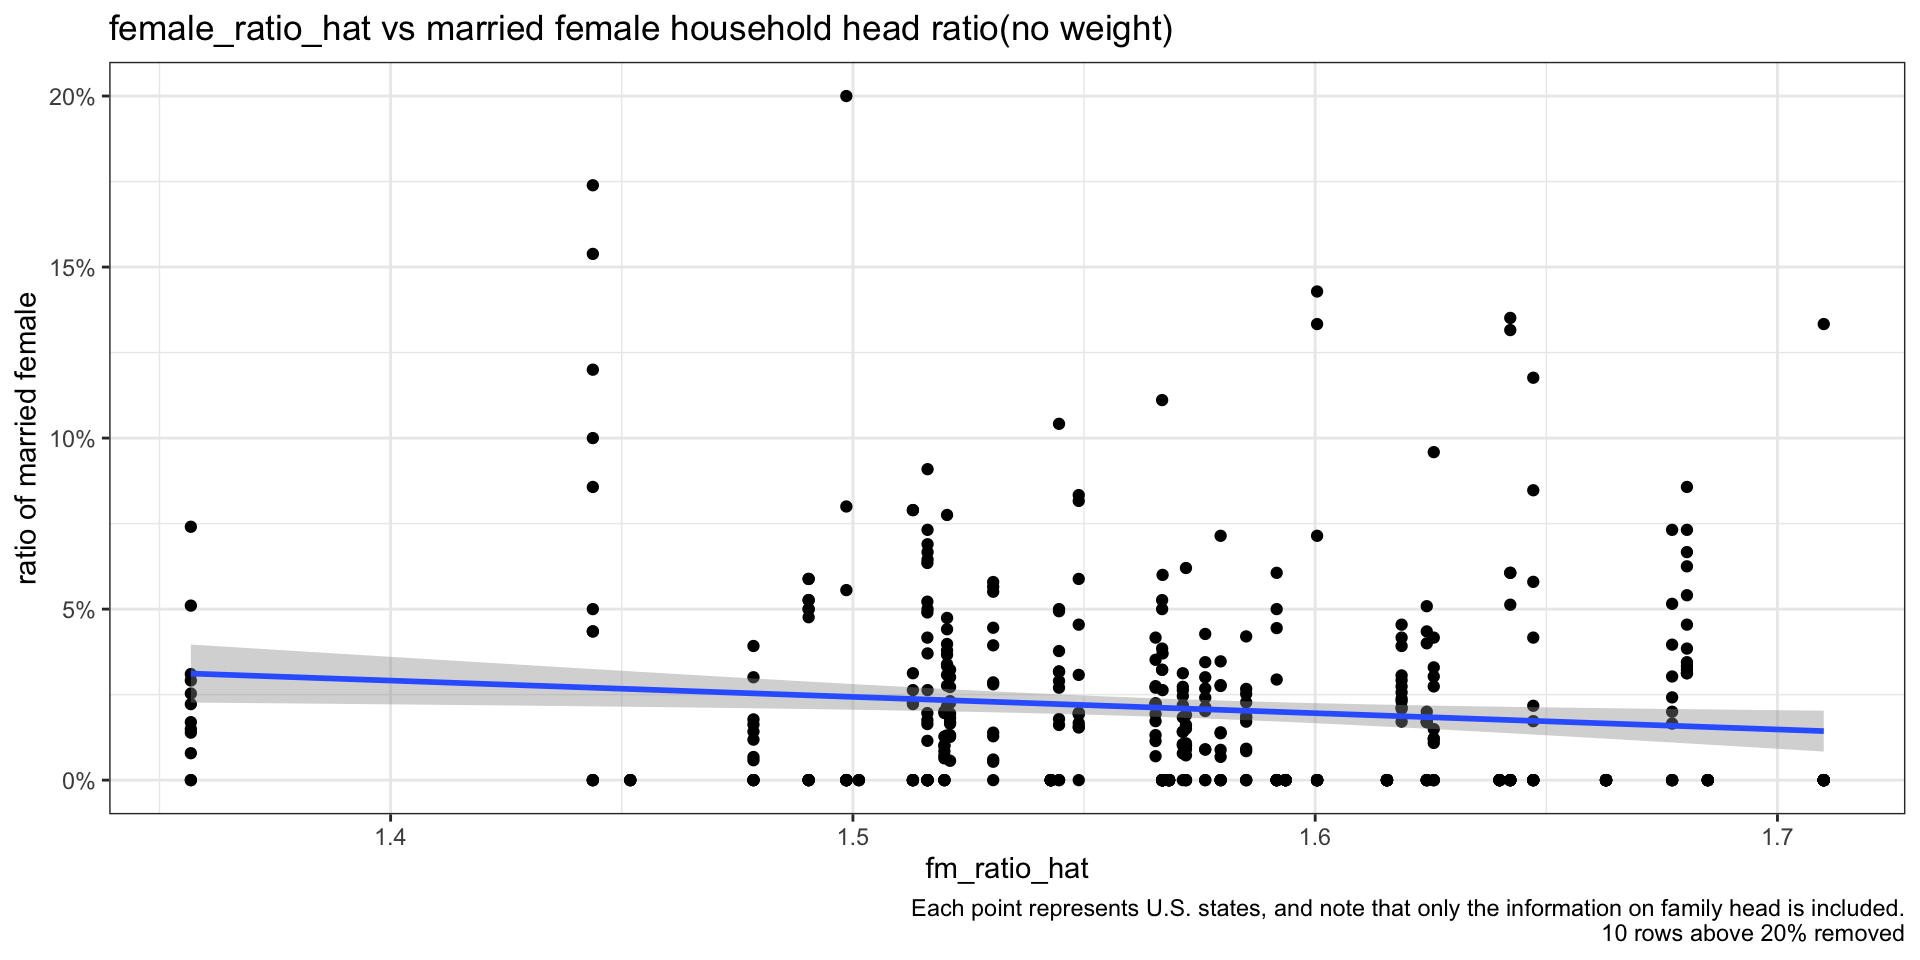 female_ratio_hat vs married female household head ratio(no weight)
20%
15%
10%
5%
0%
ratio of married female
1.4
1.5
1.6
1.7
fm_ratio_hat
Each point represents U.S. states, and note that only the information on family head is included.
10 rows above 20% removed